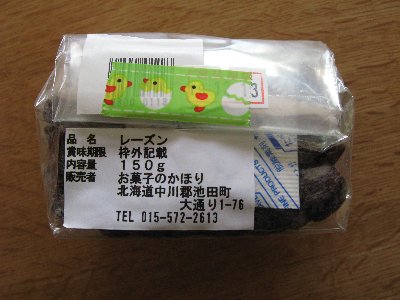 13
品 名 レーズン
賞味期限 枠外記載
内容量 150g
販売者 お菓子のかほり
北海道中川郡池田町
大通り1-76
TEL 015-572-2613